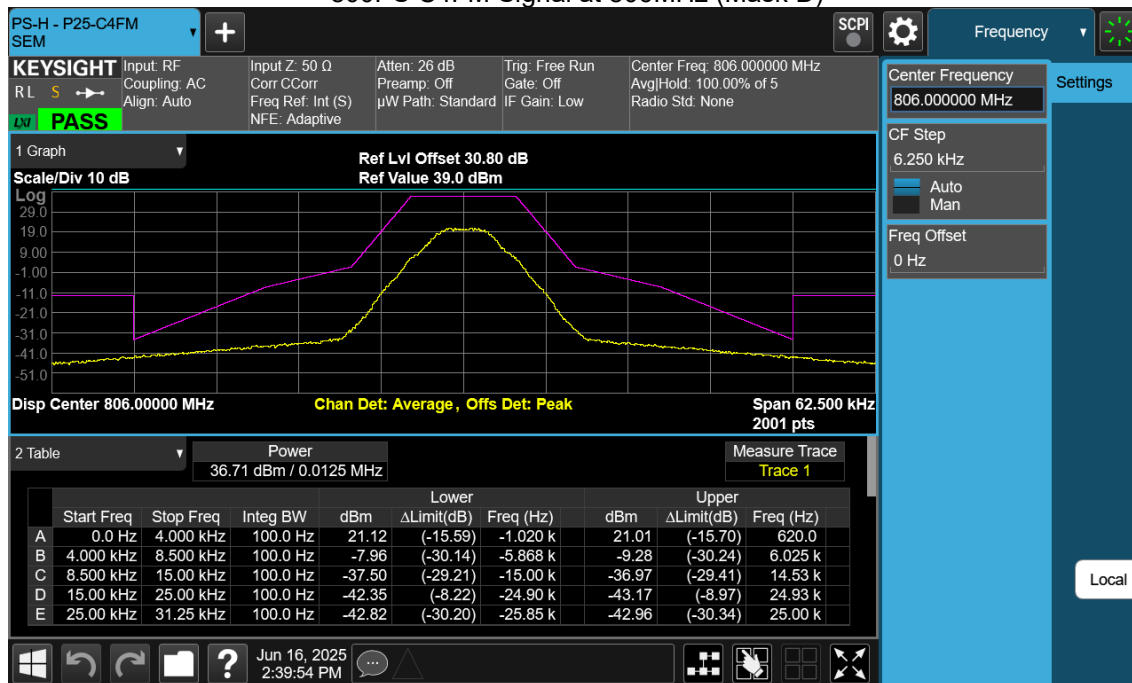 PS-H - P25-C4FM
SEM
+
SCPI
Frequency
KEYSIGHT
R L S
LXI PASS
Input: RF
Coupling: AC
Align: Auto
Input Z: 50 Ω
Corr CCorr
Freq Ref: Int (S)
NFE: Adaptive
Atten: 26 dB
Preamp: Off
µW Path: Standard
Trig: Free Run
Gate: Off
IF Gain: Low
Center Freq: 806.000000 MHz
Avg|Hold: 100.00% of 5
Radio Std: None
Center Frequency
806.000000 MHz
Settings
CF Step
6.250 kHz
Auto
Man
Freq Offset
0 Hz
Local
1 Graph
Scale/Div 10 dB
Ref Lvl Offset 30.80 dB
Ref Value 39.0 dBm
Log
29.0
19.0
9.00
-1.00
-11.0
-21.0
-31.0
-41.0
-51.0
Disp Center 806.00000 MHz
Chan Det: Average , Offs Det: Peak
Span 62.500 kHz
2001 pts
2 Table
Power
36.71 dBm / 0.0125 MHz
Measure Trace
Trace 1
Lower Upper
Start Freq Stop Freq Integ BW dBm ΔLimit(dB) Freq (Hz) dBm ΔLimit(dB) Freq (Hz)
A 0.0 Hz 4.000 kHz 100.0 Hz 21.12 (-15.59) -1.020 k 21.01 (-15.70) 620.0
B 4.000 kHz 8.500 kHz 100.0 Hz -7.96 (-30.14) -5.868 k -9.28 (-30.24) 6.025 k
C 8.500 kHz 15.00 kHz 100.0 Hz -37.50 (-29.21) -15.00 k -36.97 (-29.41) 14.53 k
D 15.00 kHz 25.00 kHz 100.0 Hz -42.35 (-8.22) -24.90 k -43.17 (-8.97) 24.93 k
E 25.00 kHz 31.25 kHz 100.0 Hz -42.82 (-30.20) -25.85 k -42.96 (-30.34) 25.00 k
?
Jun 16, 2025
2:39:54 PM